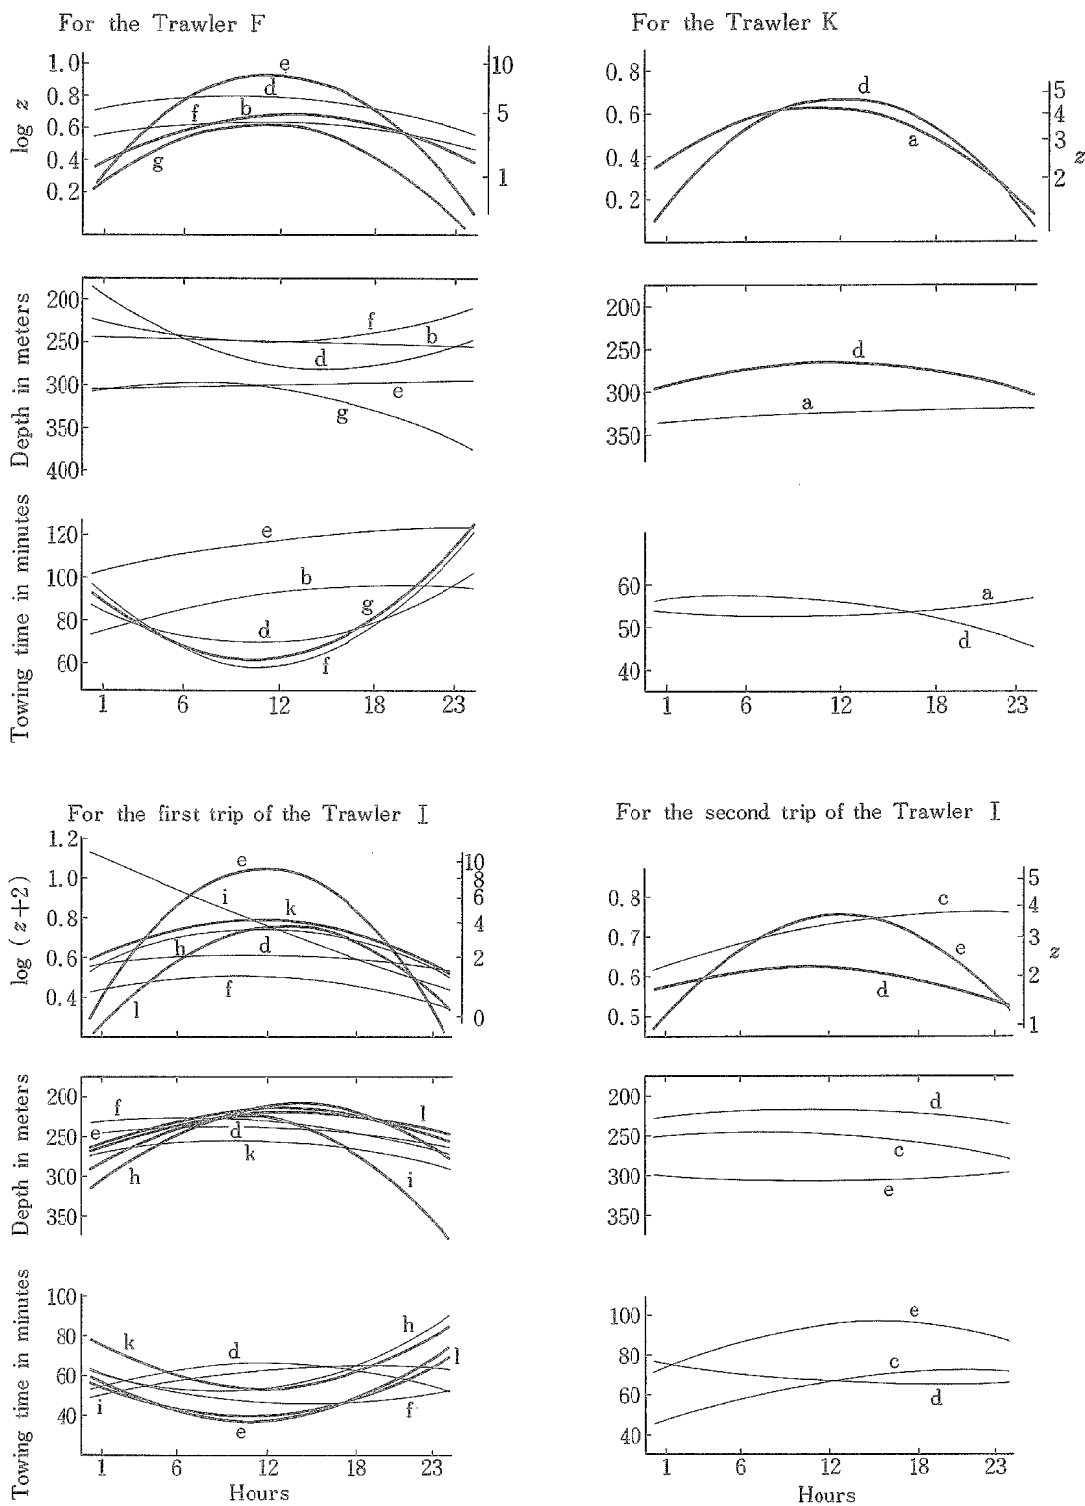 For the Trawler F
1.0
0.8
0.6
0.4
0.2
log z
10
5
1
e
d
f
b
g
200
250
300
350
400
Depth in meters
f
b
d
e
g
120
100
80
60
Towing time in minutes
e
b
g
d
f
1 6 12 18 23
For the Trawler K
0.8
0.6
0.4
0.2
5
4
3
2
z
d
a
200
250
300
350
d
a
60
50
40
a
d
1 6 12 18 23
For the first trip of the Trawler I
1.2
1.0
0.8
0.6
0.4
log (z+2)
10
8
6
4
2
0
e
i
k
h
d
f
l
200
250
300
350
Depth in meters
f
l
e
d
k
h
i
100
80
60
40
Towing time in minutes
h
k
d
l
i
f
e
1 6 12 18 23
Hours
For the second trip of the Trawler I
0.8
0.7
0.6
0.5
5
4
3
2
1
z
c
e
d
200
250
300
350
d
c
e
100
80
60
40
e
c
d
1 6 12 18 23
Hours